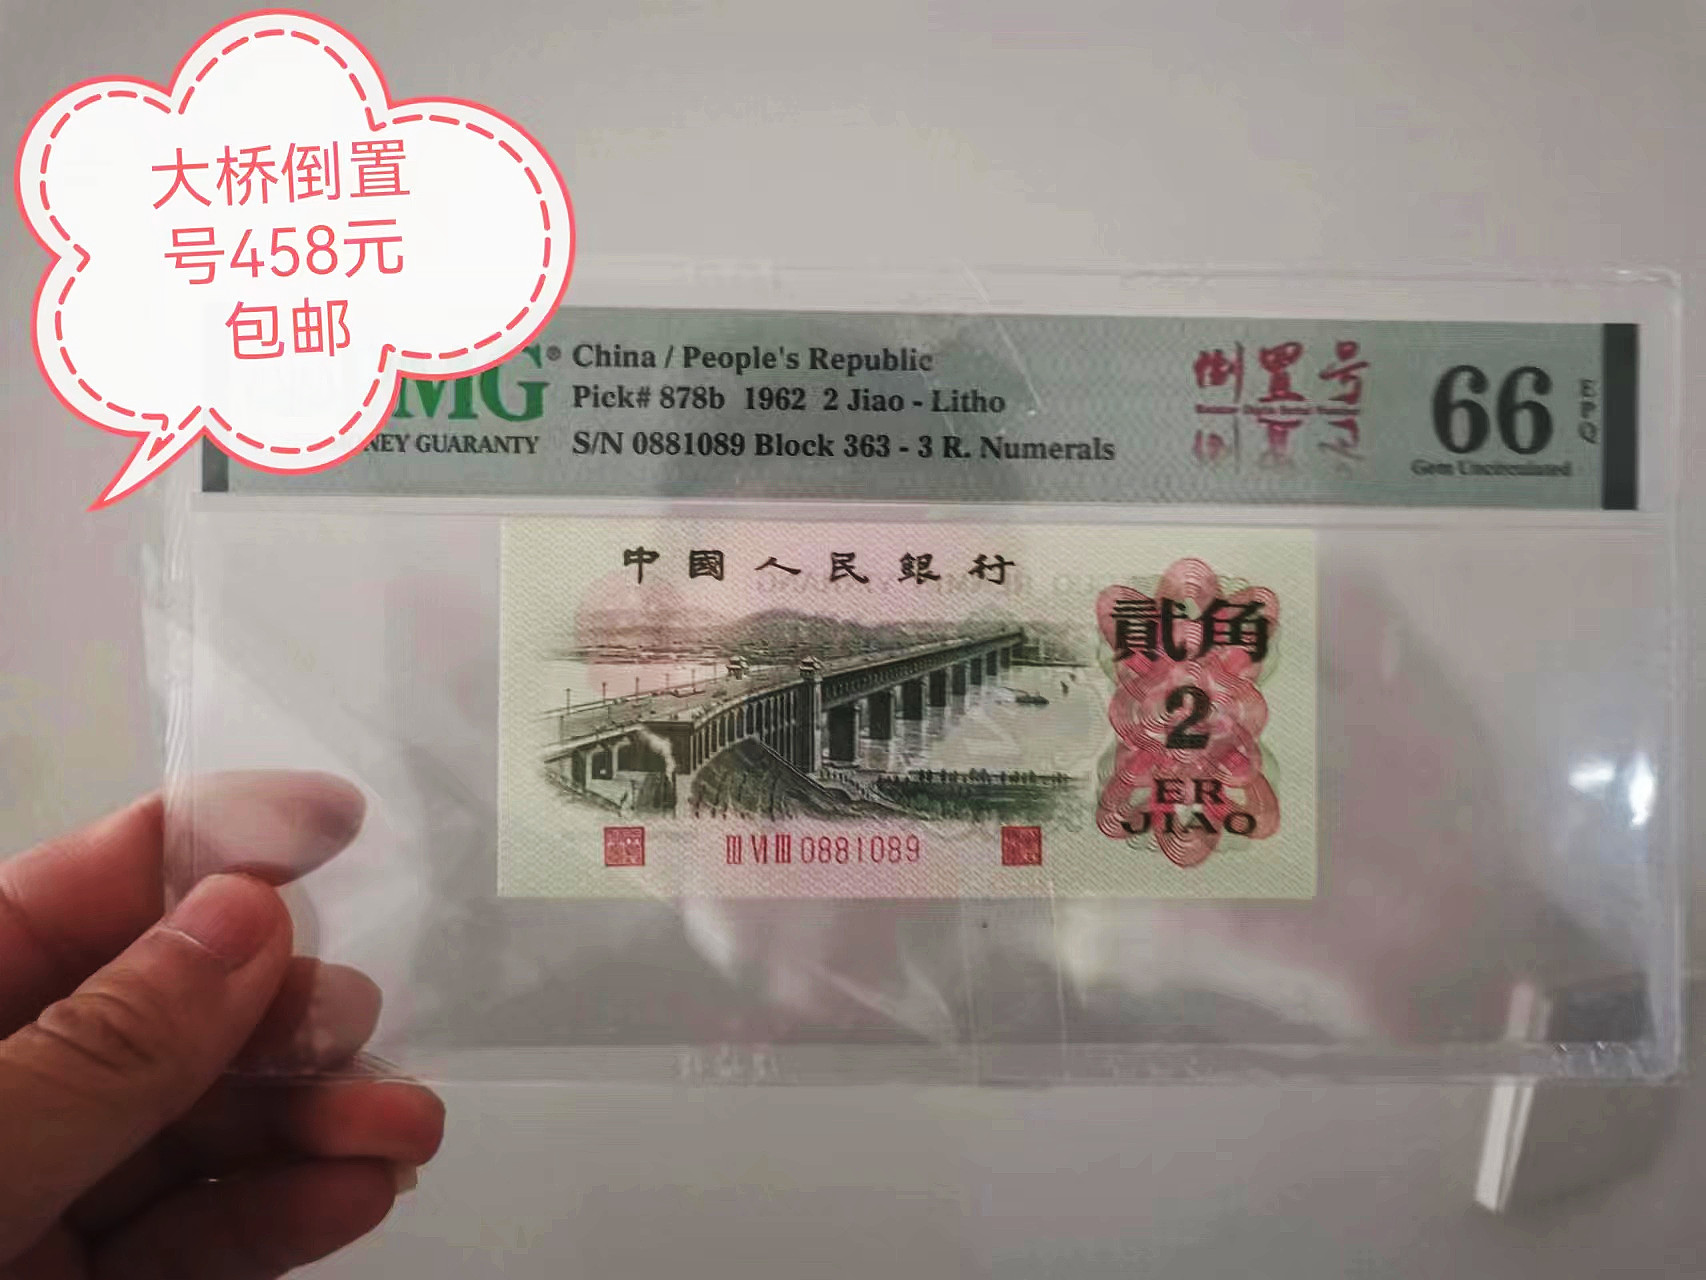 大桥倒置
号458元
包邮
MG®
NEY GUARANTY
China / People's Republic
Pick# 878b 1962 2 Jiao - Litho
S/N 0881089 Block 363 - 3 R. Numerals
倒置号
66
EPQ
Gem Uncirculated
中國人民銀行
貳角
2
ER
JIAO
III VI III 0881089